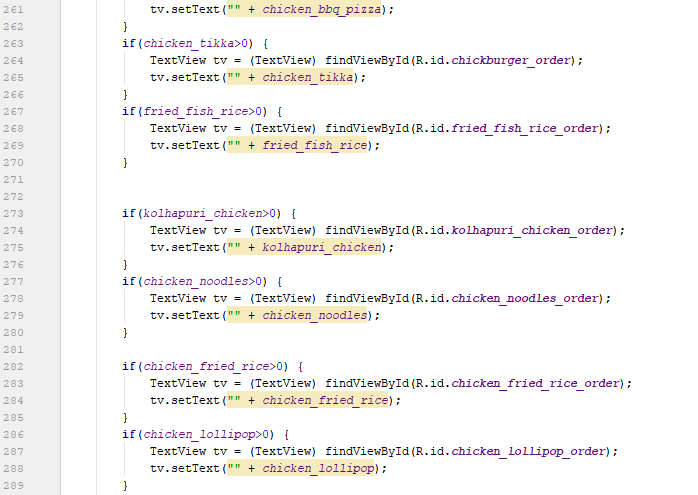 261 tv.setText("" + chicken_bbq_pizza);
262 }
263 if(chicken_tikka>0) {
264 TextView tv = (TextView) findViewById(R.id.chickburger_order);
265 tv.setText("" + chicken_tikka);
266 }
267 if(fried_fish_rice>0) {
268 TextView tv = (TextView) findViewById(R.id.fried_fish_rice_order);
269 tv.setText("" + fried_fish_rice);
270 }
271
272
273 if(kolhapuri_chicken>0) {
274 TextView tv = (TextView) findViewById(R.id.kolhapuri_chicken_order);
275 tv.setText("" + kolhapuri_chicken);
276 }
277 if(chicken_noodles>0) {
278 TextView tv = (TextView) findViewById(R.id.chicken_noodles_order);
279 tv.setText("" + chicken_noodles);
280 }
281
282 if(chicken_fried_rice>0) {
283 TextView tv = (TextView) findViewById(R.id.chicken_fried_rice_order);
284 tv.setText("" + chicken_fried_rice);
285 }
286 if(chicken_lollipop>0) {
287 TextView tv = (TextView) findViewById(R.id.chicken_lollipop_order);
288 tv.setText("" + chicken_lollipop);
289 }